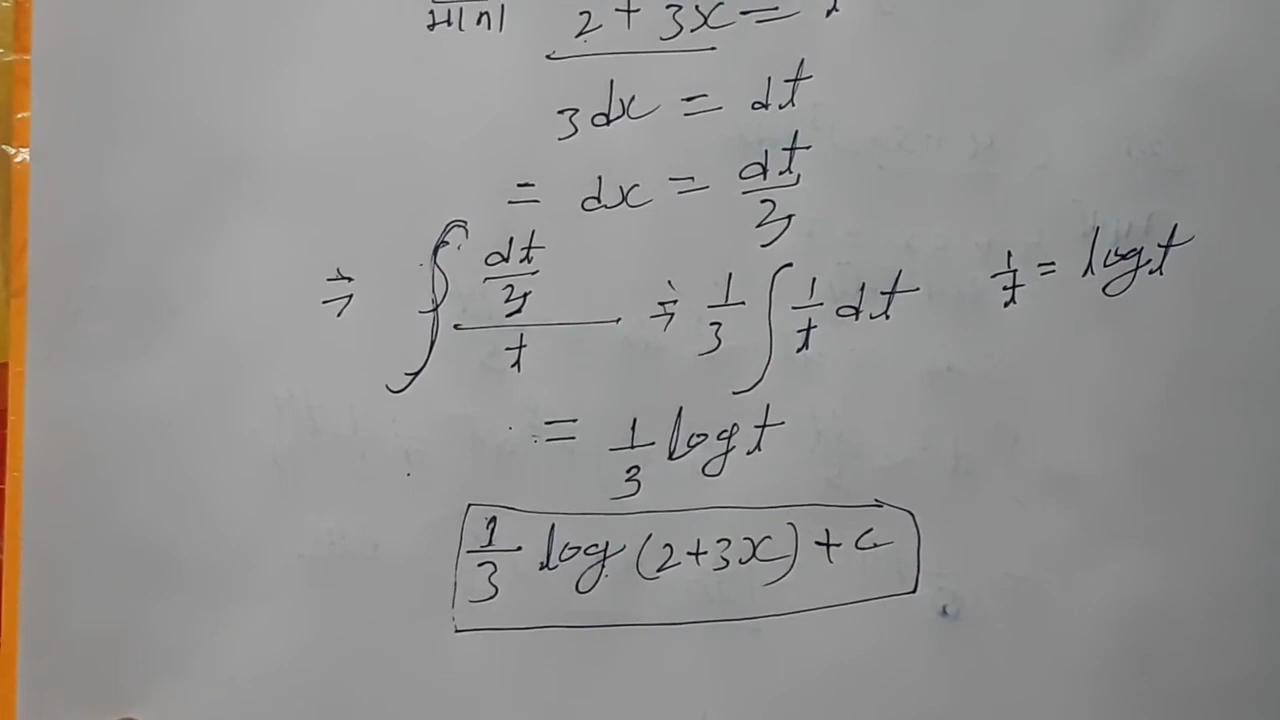 माना 2 + 3x =
3dx = dt
= dx = dt/3
⇒ ∫ dt/3 / t ⇒ 1/3 ∫ 1/t dt 1/t = log t
= 1/3 log t
1/3 log (2+3x) + c